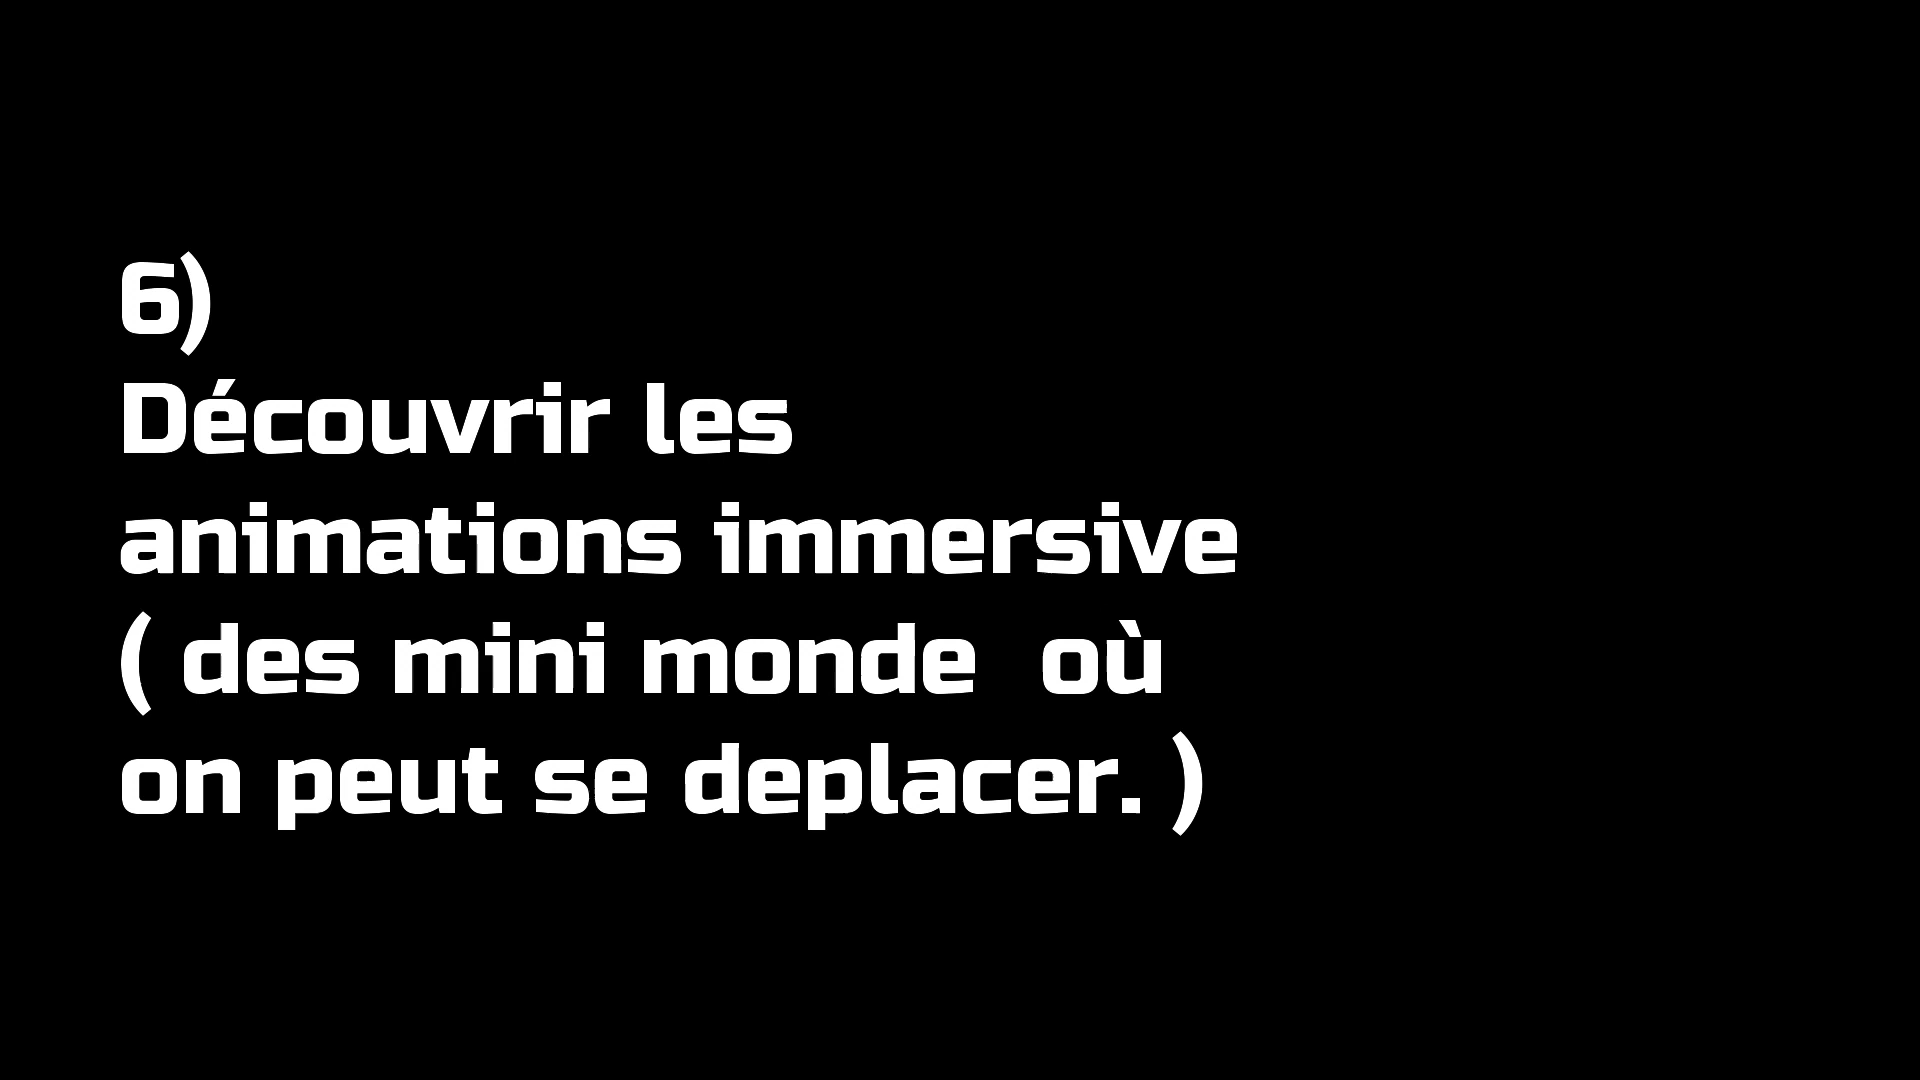 6)
Découvrir les
animations immersive
( des mini monde  où
on peut se deplacer. )